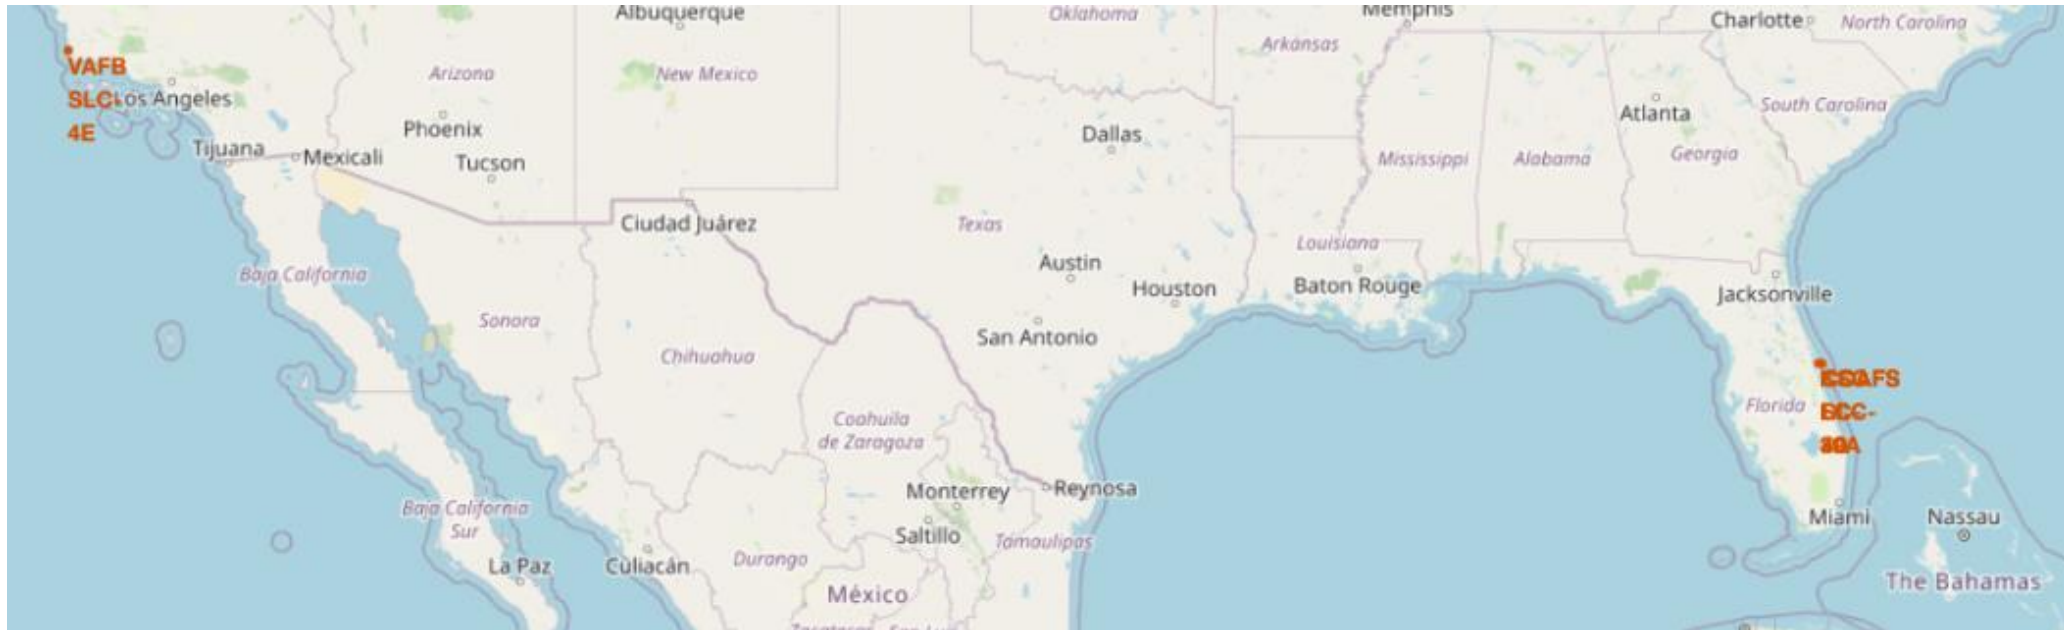 Albuquerque
Oklahoma
Memphis
Charlotte
North Carolina
VAFB
SLC-
4E
Los Angeles
Arizona
New Mexico
Arkansas
Atlanta
South Carolina
Phoenix
Dallas
Tijuana
Mexicali
Tucson
Mississippi
Alabama
Georgia
Ciudad Juárez
Texas
Louisiana
Baja California
Austin
Houston
Baton Rouge
Jacksonville
Sonora
San Antonio
Chihuahua
Florida
Coahuila
de Zaragoza
Monterrey
Reynosa
Baja California
Sur
Saltillo
Tamaulipas
Miami
Nassau
La Paz
Culiacán
Durango
México
The Bahamas